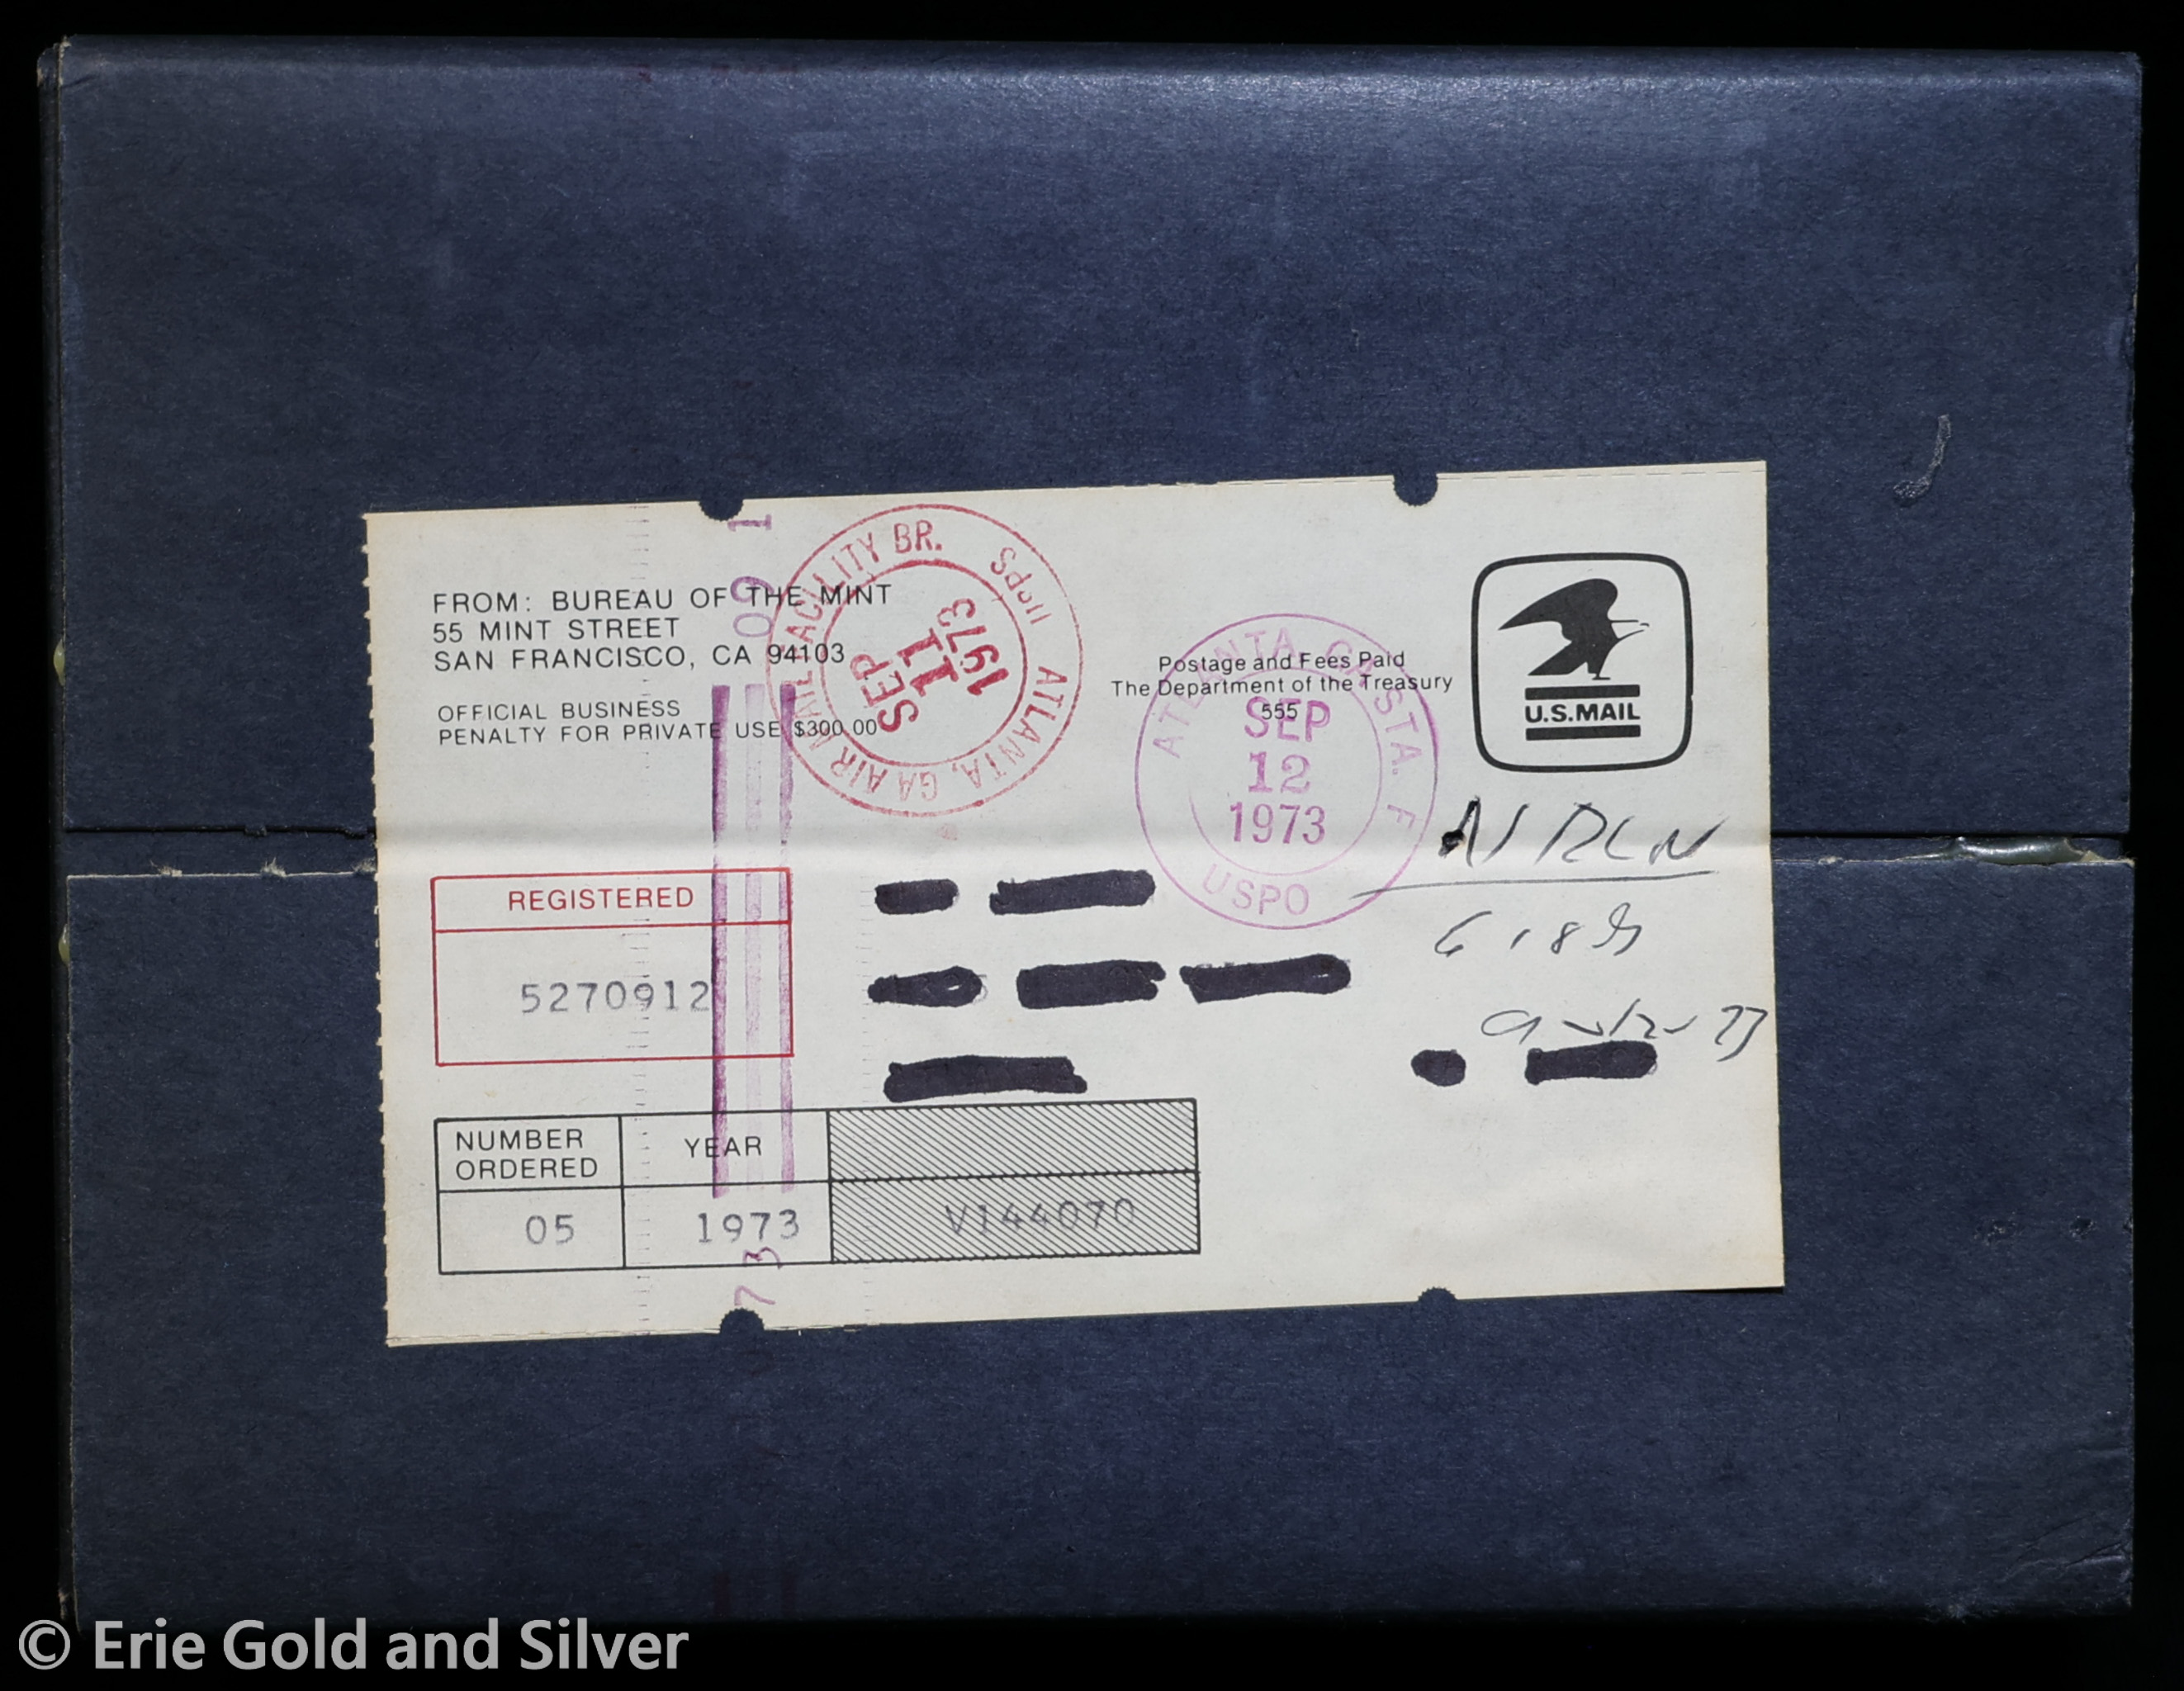 FROM: BUREAU OF THE MINT
55 MINT STREET
SAN FRANCISCO, CA 94103
OFFICIAL BUSINESS
PENALTY FOR PRIVATE USE $300.00
ATLANTA, GA AIR MAIL FACILITY BR.
SEP
11
1973
Postage and Fees Paid
The Department of the Treasury
555
ATLANTA, GA STA. F
SEP
12
1973
USPO
U.S.MAIL
REGISTERED
5270912
NUMBER ORDERED
YEAR
05
1973
V144070
© Erie Gold and Silver